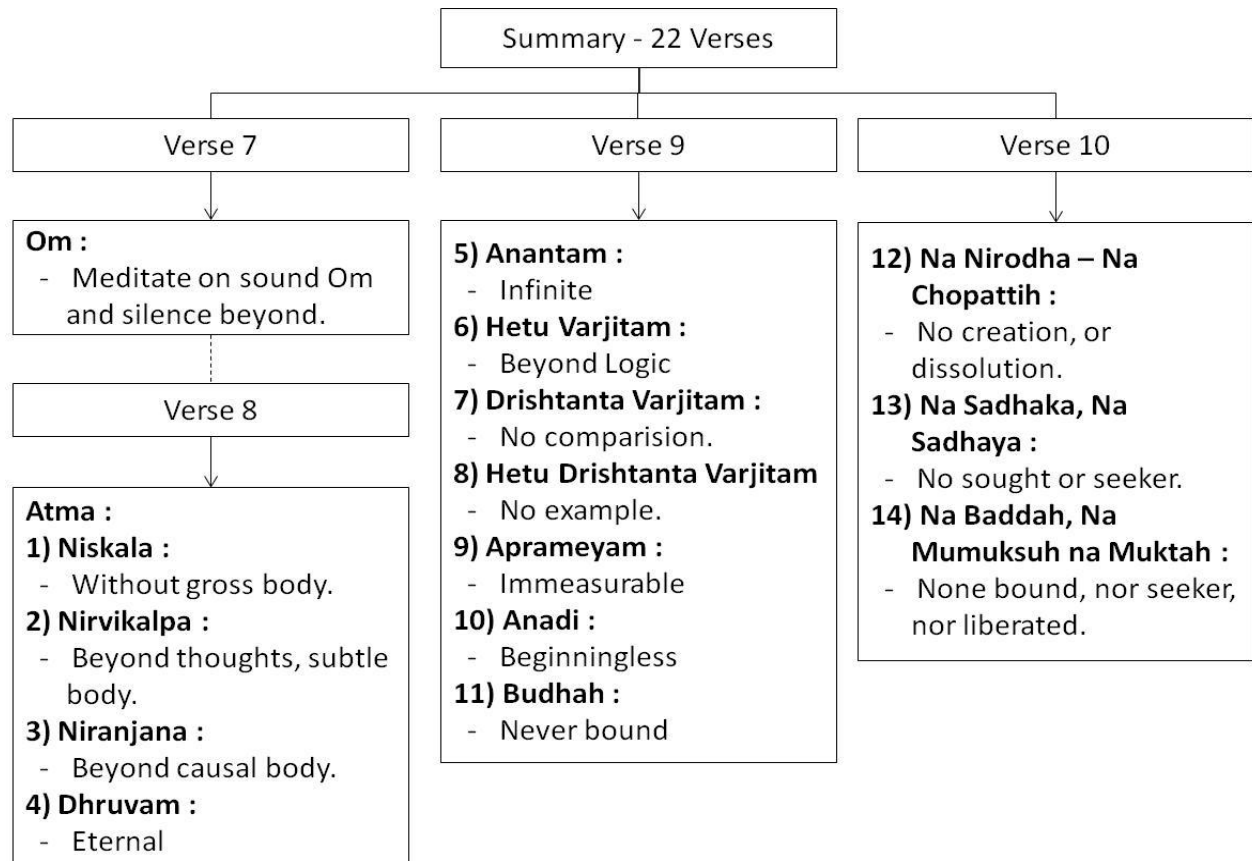 Summary - 22 Verses
Verse 7
Om :
- Meditate on sound Om
and silence beyond.
Verse 8
Atma :
1) Niskala :
- Without gross body.
2) Nirvikalpa :
- Beyond thoughts, subtle
body.
3) Niranjana :
- Beyond causal body.
4) Dhruvam :
- Eternal
Verse 9
5) Anantam :
- Infinite
6) Hetu Varjitam :
- Beyond Logic
7) Drishtanta Varjitam :
- No comparision.
8) Hetu Drishtanta Varjitam
- No example.
9) Aprameyam :
- Immeasurable
10) Anadi :
- Beginningless
11) Budhah :
- Never bound
Verse 10
12) Na Nirodha – Na
Chopattih :
- No creation, or
dissolution.
13) Na Sadhaka, Na
Sadhaya :
- No sought or seeker.
14) Na Baddah, Na
Mumuksuh na Muktah :
- None bound, nor seeker,
nor liberated.